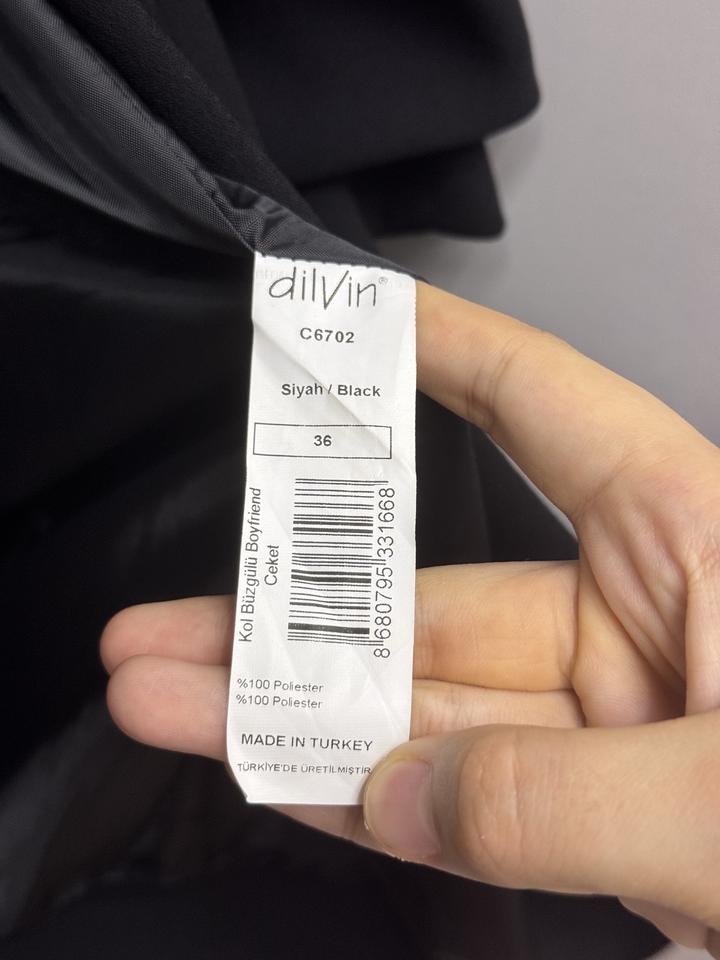 dilvin®
C6702
Siyah / Black
36
Kol Büzgülü Boyfriend
Ceket
8 680795 331668
%100 Poliester
%100 Poliester
MADE IN TURKEY
TÜRKİYE'DE ÜRETİLMİŞTİR